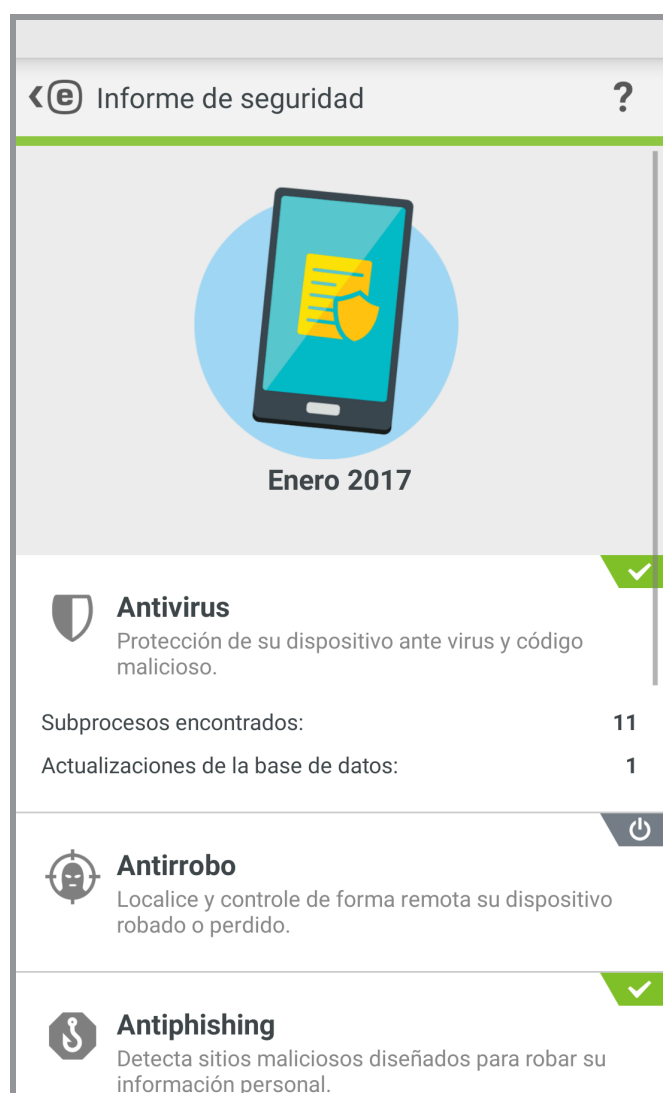 e Informe de seguridad ?
Enero 2017
Antivirus
Protección de su dispositivo ante virus y código
malicioso.
Subprocesos encontrados: 11
Actualizaciones de la base de datos: 1
Antirrobo
Localice y controle de forma remota su dispositivo
robado o perdido.
Antiphishing
Detecta sitios maliciosos diseñados para robar su
información personal.